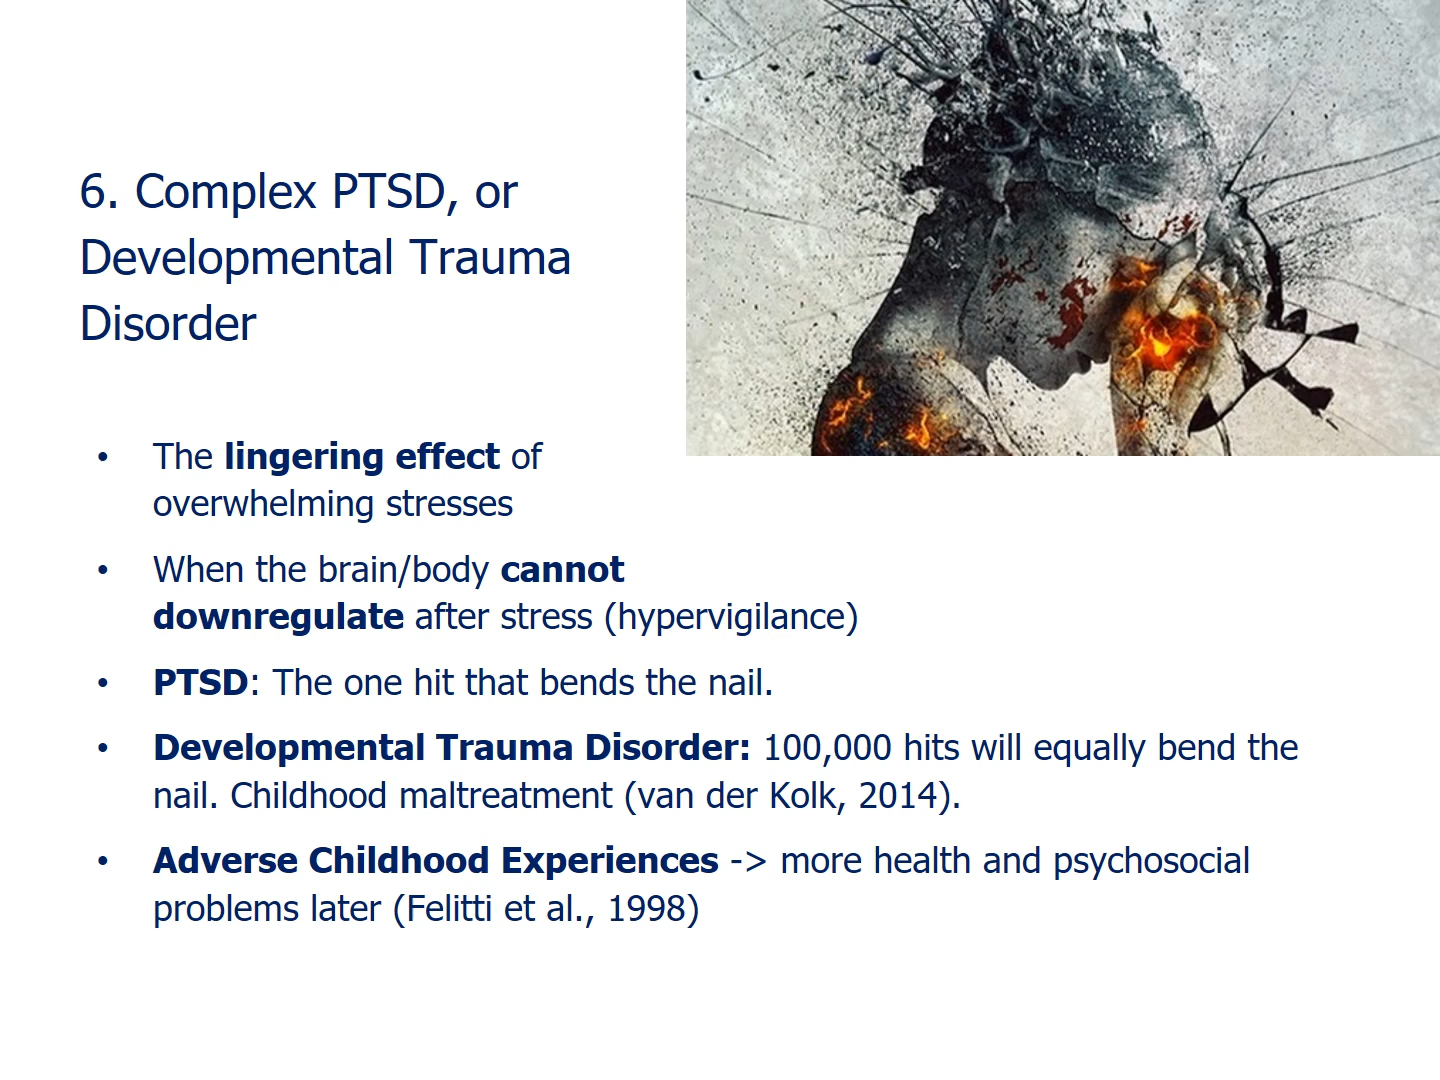 6. Complex PTSD, or
Developmental Trauma
Disorder
• The lingering effect of
overwhelming stresses
• When the brain/body cannot
downregulate after stress (hypervigilance)
• PTSD: The one hit that bends the nail.
• Developmental Trauma Disorder: 100,000 hits will equally bend the
nail. Childhood maltreatment (van der Kolk, 2014).
• Adverse Childhood Experiences -> more health and psychosocial
problems later (Felitti et al., 1998)